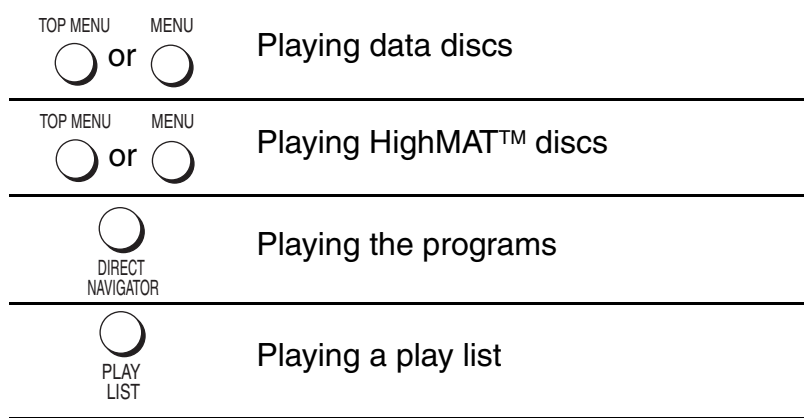 TOP MENU MENU
or
Playing data discs
TOP MENU MENU
or
Playing HighMAT™ discs
Playing the programs
DIRECT
NAVIGATOR
Playing a play list
PLAY
LIST